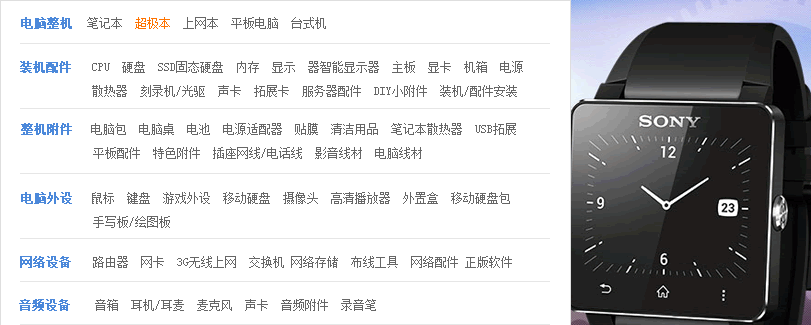 电脑整机 笔记本 超极本 上网本 平板电脑 台式机
装机配件 CPU 硬盘 SSD固态硬盘 内存 显示 器智能显示器 主板 显卡 机箱 电源
散热器 刻录机/光驱 声卡 拓展卡 服务器配件 DIY小附件 装机/配件安装
整机附件 电脑包 电脑桌 电池 电源适配器 贴膜 清洁用品 笔记本散热器 USB拓展
平板配件 特色附件 插座网线/电话线 影音线材 电脑线材
电脑外设 鼠标 键盘 游戏外设 移动硬盘 摄像头 高清播放器 外置盒 移动硬盘包
手写板/绘图板
网络设备 路由器 网卡 3G无线上网 交换机 网络存储 布线工具 网络配件 正版软件
音频设备 音箱 耳机/耳麦 麦克风 声卡 音频附件 录音笔
SONY
12
23
6